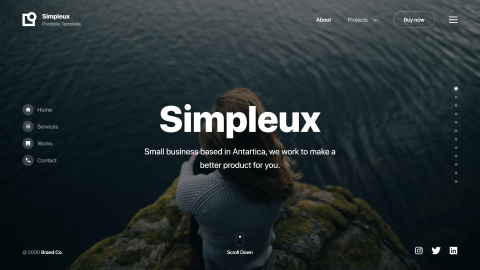 Simpleux
Portfolio Template
About
Projects
Buy now
Home
Services
Works
Contact
Simpleux
Small business based in Antartica, we work to make a
better product for you.
© 2000 Brand Co.
Scroll Down